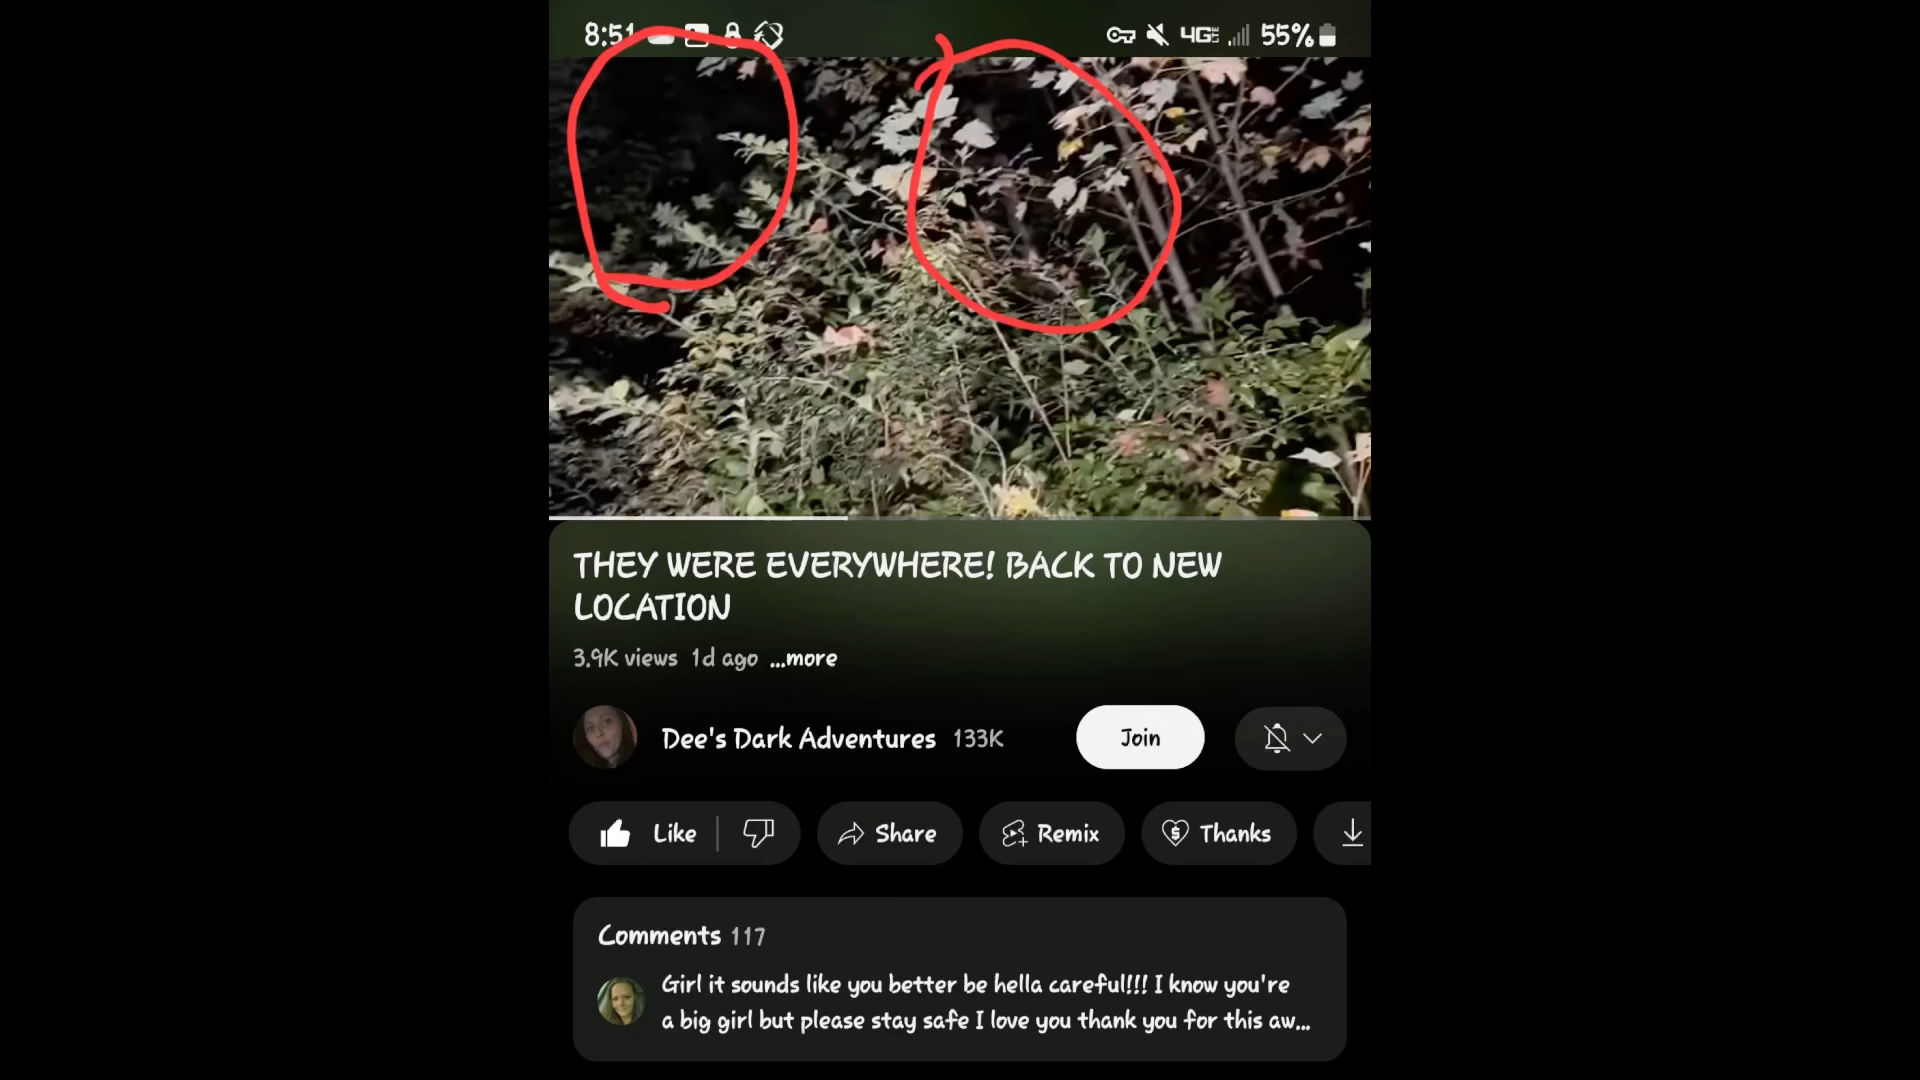 8:51 4G LTE 55%
THEY WERE EVERYWHERE! BACK TO NEW
LOCATION
3.9K views 1d ago ...more
Dee's Dark Adventures 133K Join
Like Share Remix Thanks
Comments 117
Girl it sounds like you better be hella careful!!! I know you're
a big girl but please stay safe I love you thank you for this aw...